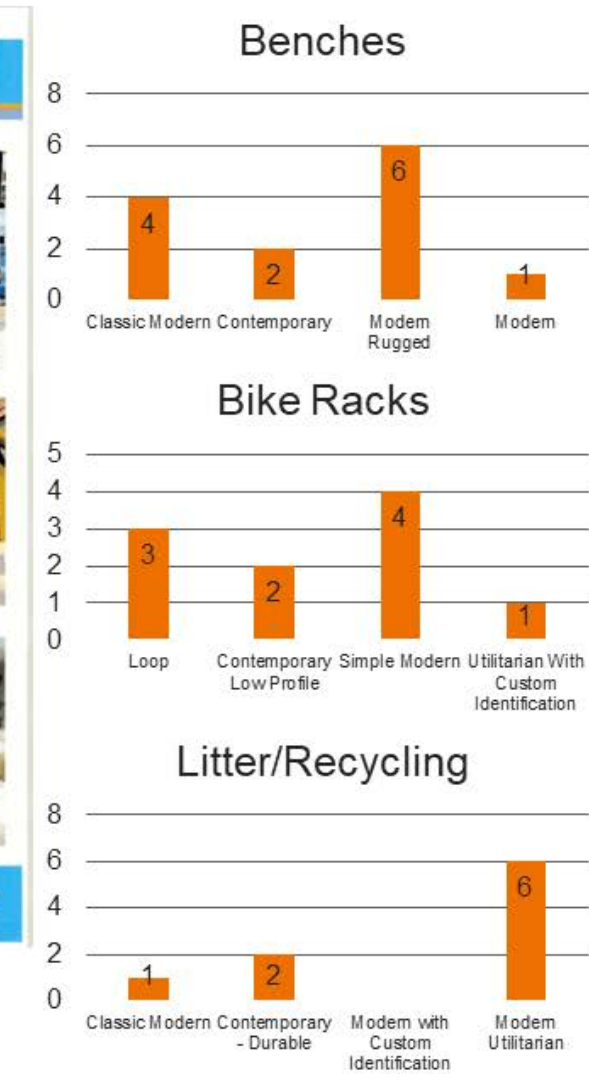 Benches
8
6
4
2
0
4
2
6
1
Classic Modern Contemporary Modern Rugged Modern
Bike Racks
5
4
3
2
1
0
3
2
4
1
Loop
Contemporary Low Profile
Simple Modern
Utilitarian With Custom Identification
Litter/Recycling
8
6
4
2
0
1
2
6
Classic Modern
Contemporary - Durable
Modern with Custom Identification
Modern Utilitarian